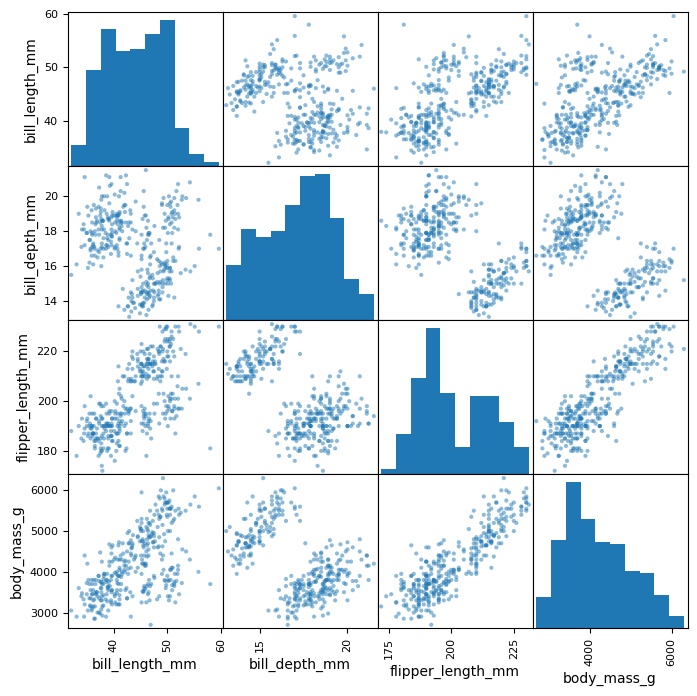 60
50
40
bill_length_mm
20
18
16
14
bill_depth_mm
220
200
180
flipper_length_mm
6000
5000
4000
3000
body_mass_g
40 50 60
bill_length_mm
15 20
bill_depth_mm
175 200 225
flipper_length_mm
4000 6000
body_mass_g